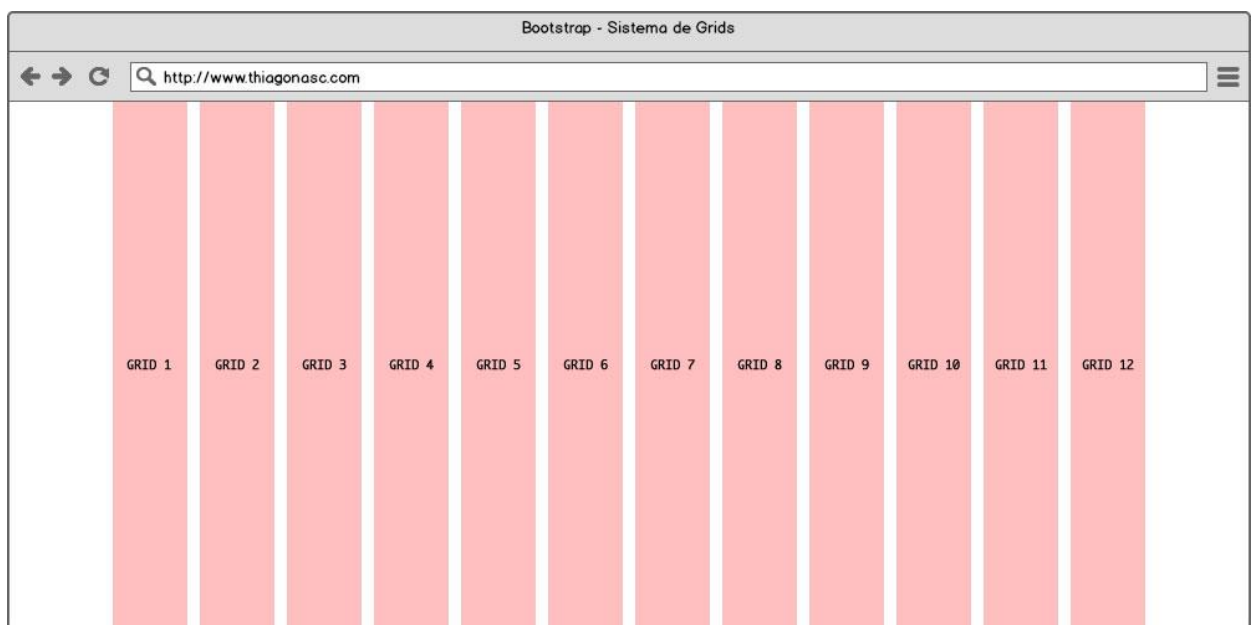 Bootstrap - Sistema de Grids
http://www.thiagonasc.com
GRID 1 GRID 2 GRID 3 GRID 4 GRID 5 GRID 6 GRID 7 GRID 8 GRID 9 GRID 10 GRID 11 GRID 12